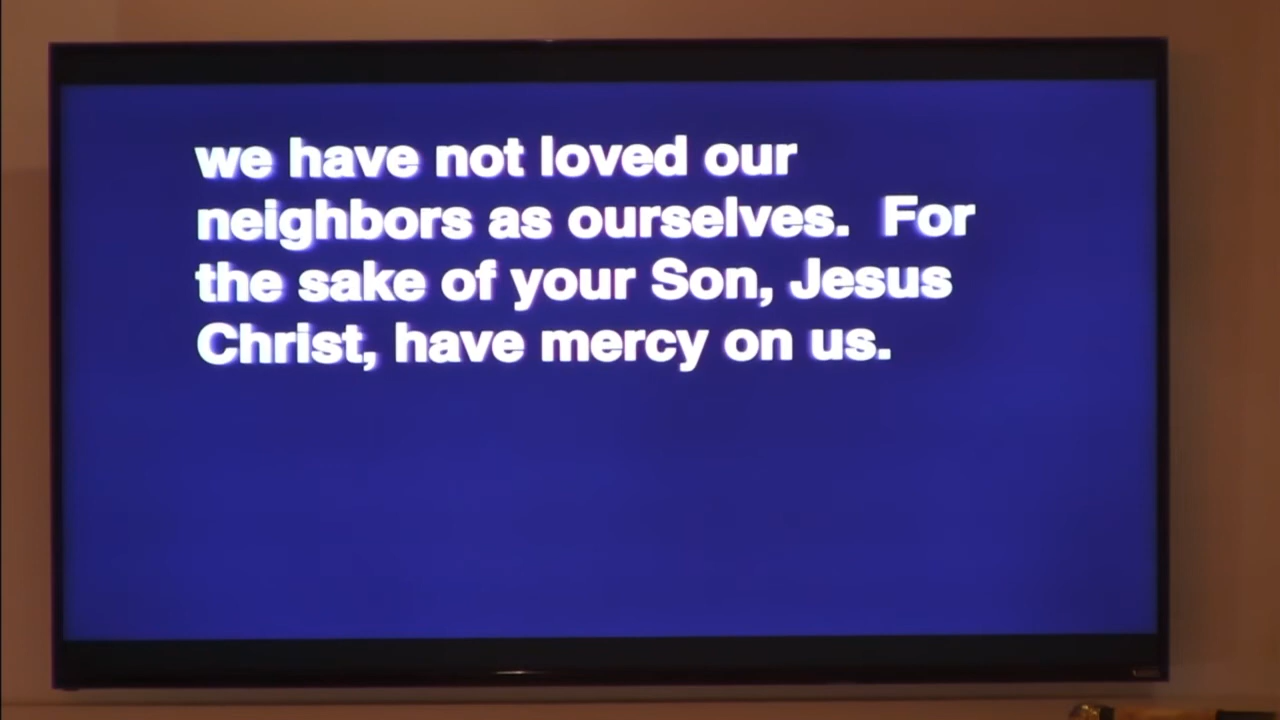 we have not loved our
neighbors as ourselves.  For
the sake of your Son, Jesus
Christ, have mercy on us.